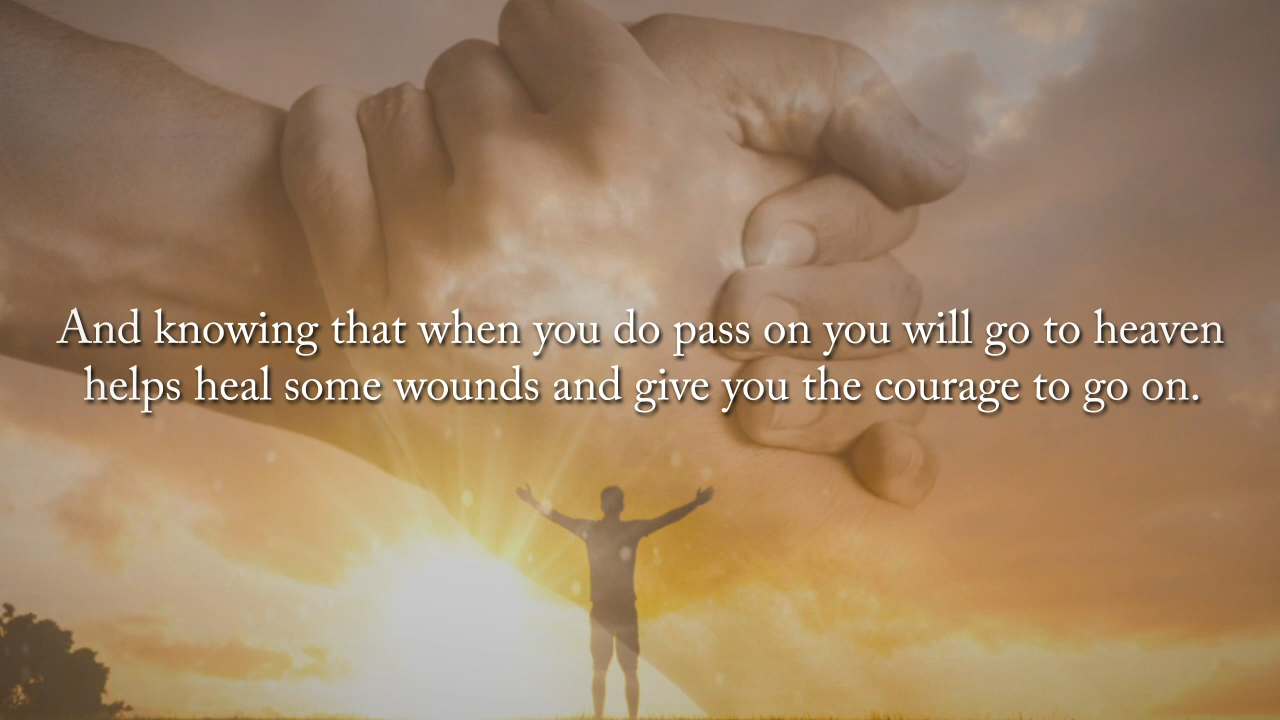 And knowing that when you do pass on you will go to heaven
helps heal some wounds and give you the courage to go on.